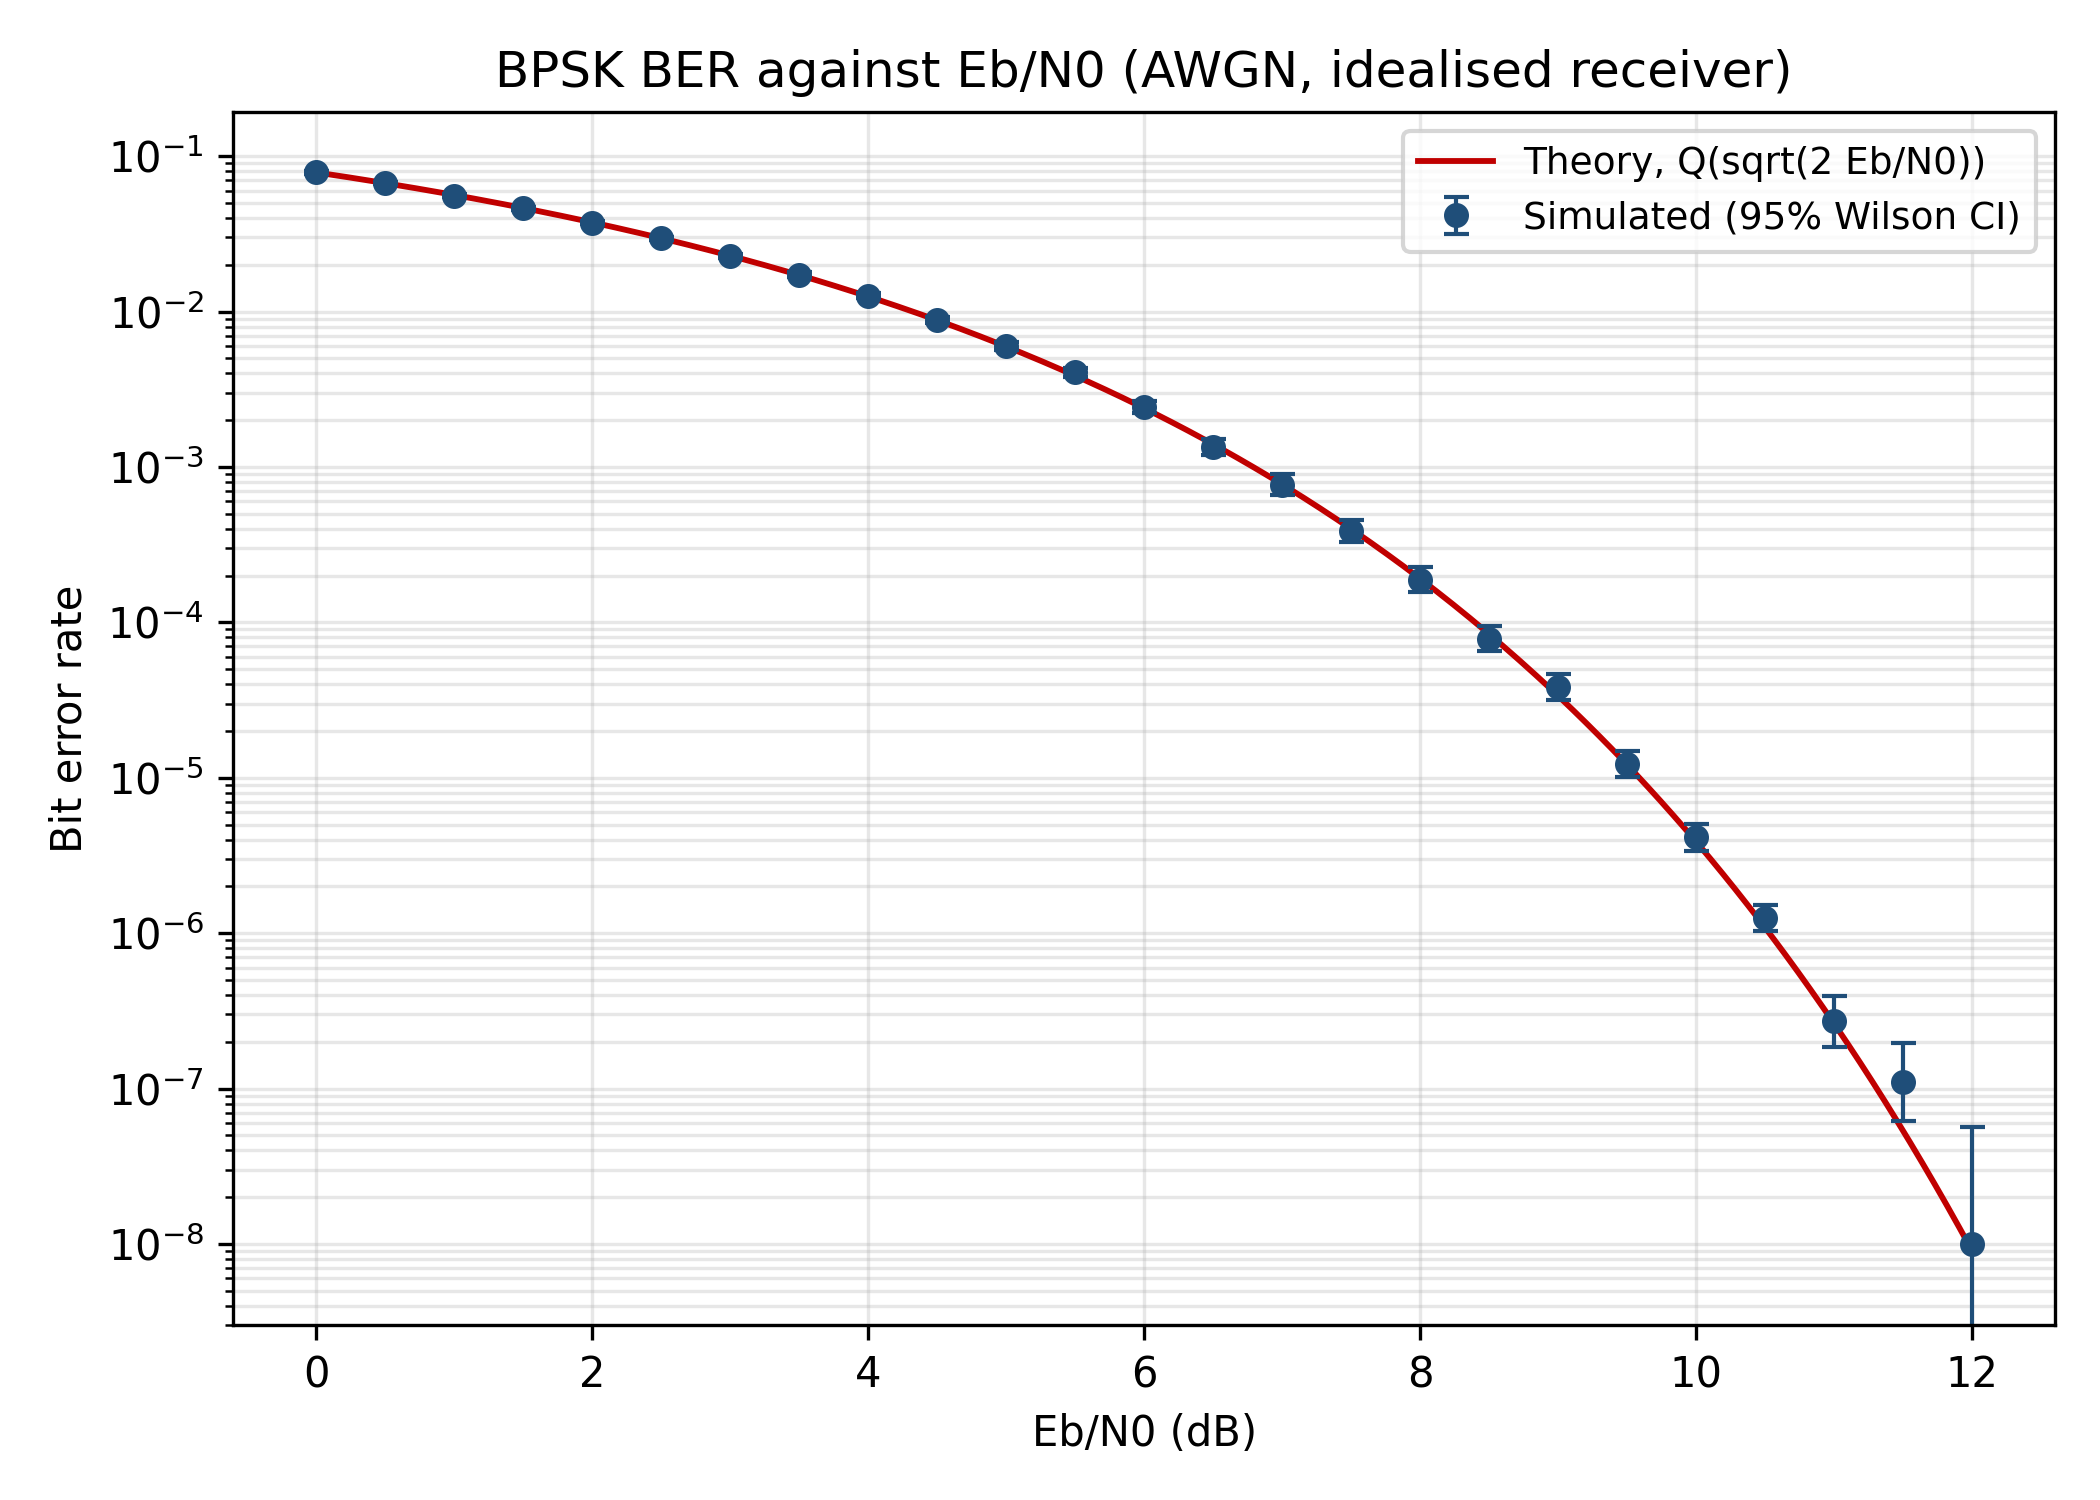 BPSK BER against Eb/N0 (AWGN, idealised receiver)
Theory, Q(sqrt(2 Eb/N0))
Simulated (95% Wilson CI)
Bit error rate
10⁻¹
10⁻²
10⁻³
10⁻⁴
10⁻⁵
10⁻⁶
10⁻⁷
10⁻⁸
0 2 4 6 8 10 12
Eb/N0 (dB)